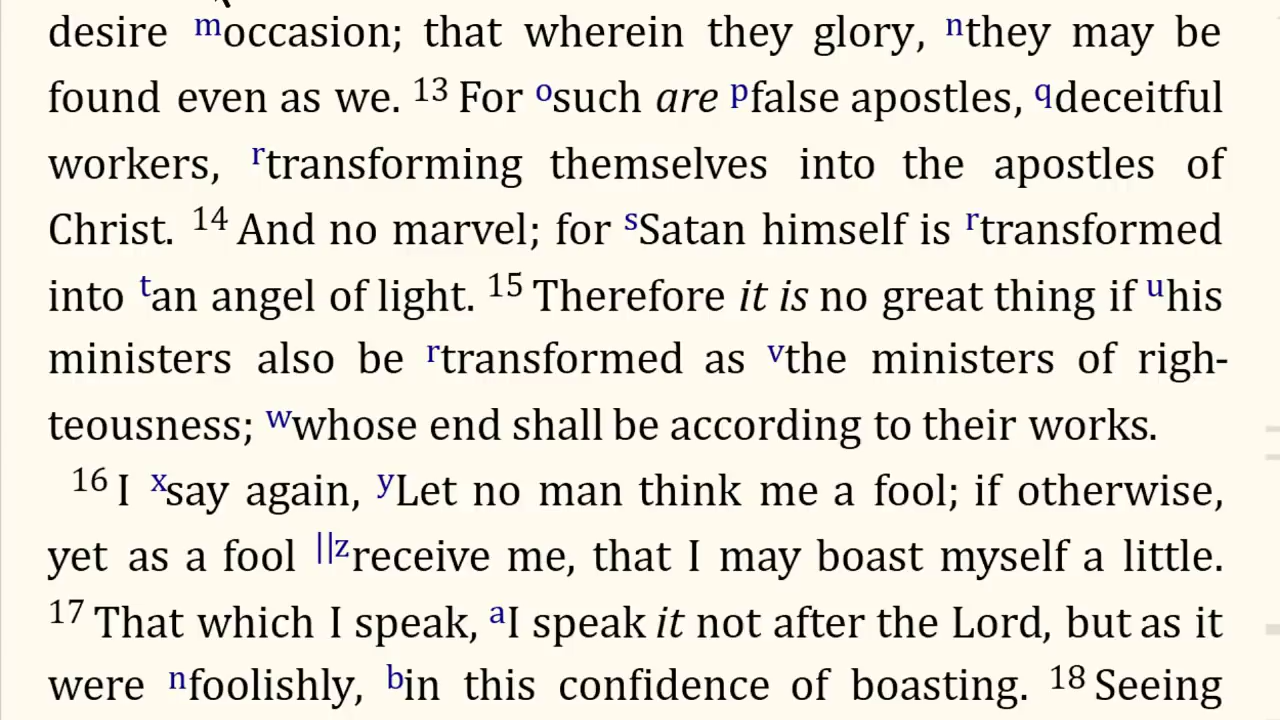 desire moccasion; that wherein they glory, nthey may be
found even as we. 13 For osuch are pfalse apostles, qdeceitful
workers, rtransforming themselves into the apostles of
Christ. 14 And no marvel; for sSatan himself is rtransformed
into tan angel of light. 15 Therefore it is no great thing if uhis
ministers also be rtransformed as vthe ministers of righ-
teousness; wwhose end shall be according to their works.
16 I xsay again, yLet no man think me a fool; if otherwise,
yet as a fool ||zreceive me, that I may boast myself a little.
17 That which I speak, aI speak it not after the Lord, but as it
were nfoolishly, bin this confidence of boasting. 18 Seeing